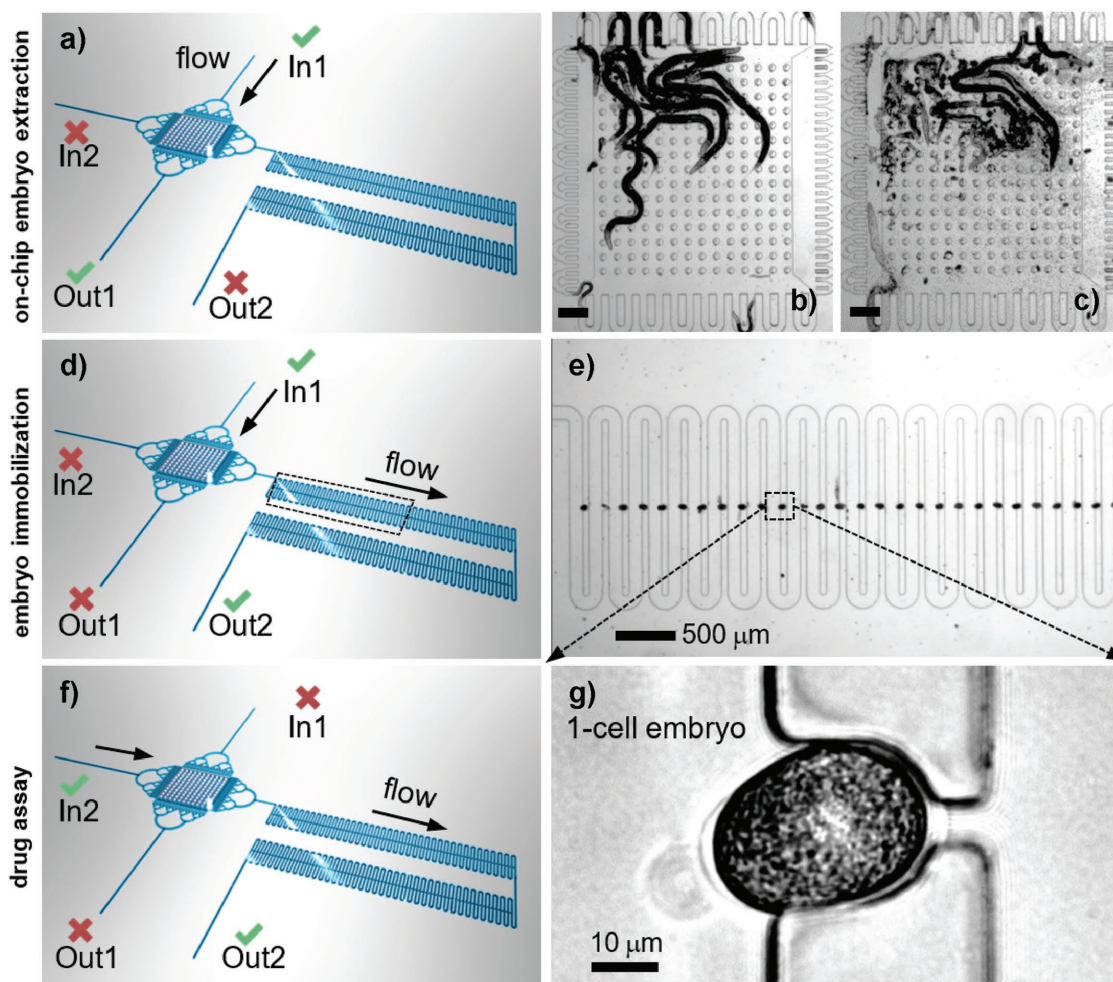 on-chip embryo extraction
a)
flow
In1
In2
Out1
Out2
b)
c)
embryo immobilization
d)
In1
In2
flow
Out1
Out2
e)
500 μm
drug assay
f)
In1
In2
flow
Out1
Out2
g)
1-cell embryo
10 μm